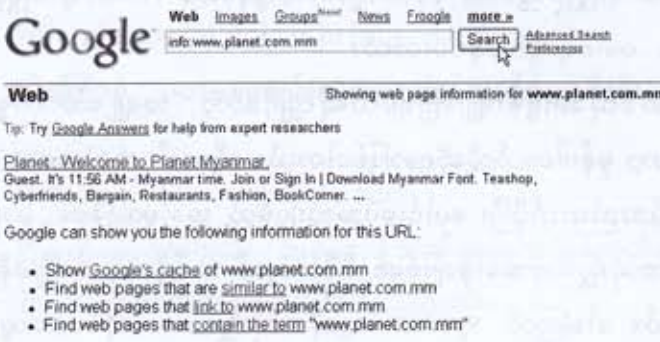 Web Images Groups New! News Froogle more »
Google info:www.planet.com.mm Search Advanced Search
Preferences
Web Showing web page information for www.planet.com.mm
Tip: Try Google Answers for help from expert researchers
Planet : Welcome to Planet Myanmar.
Guest. It's 11:56 AM - Myanmar time. Join or Sign In | Download Myanmar Font. Teashop,
Cyberfriends, Bargain, Restaurants, Fashion, BookCorner. ...
Google can show you the following information for this URL:
• Show Google's cache of www.planet.com.mm
• Find web pages that are similar to www.planet.com.mm
• Find web pages that link to www.planet.com.mm
• Find web pages that contain the term "www.planet.com.mm"